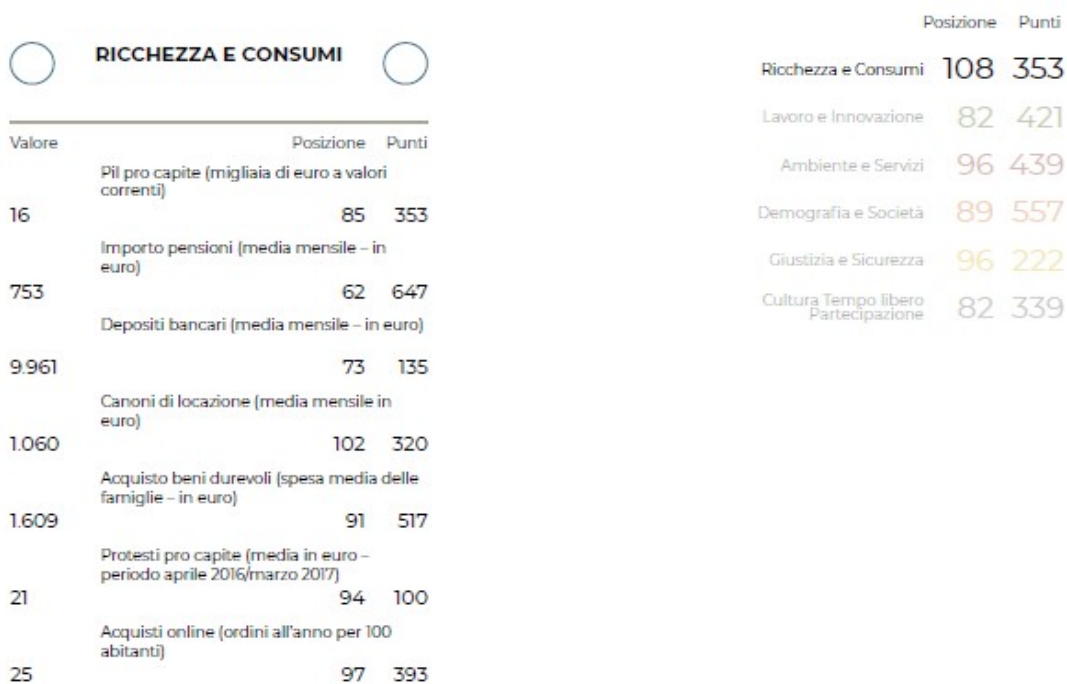 RICCHEZZA E CONSUMI
Valore Posizione Punti
Pil pro capite (migliaia di euro a valori
correnti)
16 85 353
Importo pensioni (media mensile – in
euro)
753 62 647
Depositi bancari (media mensile – in euro)
9.961 73 135
Canoni di locazione (media mensile in
euro)
1.060 102 320
Acquisto beni durevoli (spesa media delle
famiglie – in euro)
1.609 91 517
Protesti pro capite (media in euro –
periodo aprile 2016/marzo 2017)
21 94 100
Acquisti online (ordini all'anno per 100
abitanti)
25 97 393
Posizione Punti
Ricchezza e Consumi 108 353
Lavoro e Innovazione 82 421
Ambiente e Servizi 96 439
Demografia e Società 89 557
Giustizia e Sicurezza 96 222
Cultura Tempo libero
Partecipazione 82 339